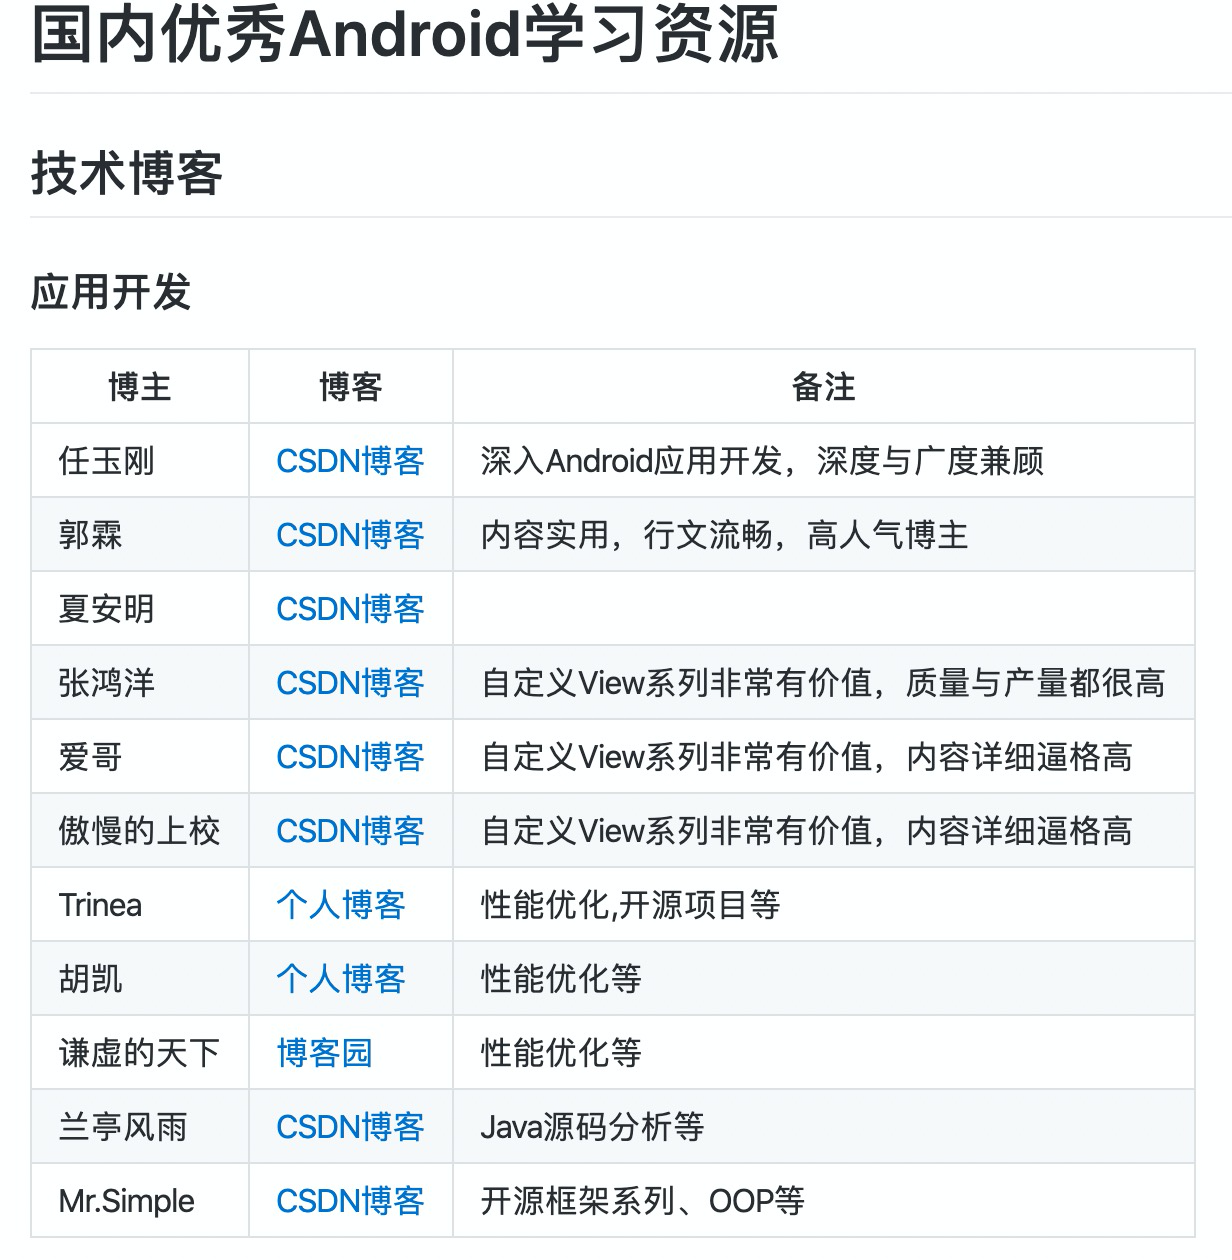 国内优秀Android学习资源
技术博客
应用开发
博主 博客 备注
任玉刚 CSDN博客 深入Android应用开发，深度与广度兼顾
郭霖 CSDN博客 内容实用，行文流畅，高人气博主
夏安明 CSDN博客
张鸿洋 CSDN博客 自定义View系列非常有价值，质量与产量都很高
爱哥 CSDN博客 自定义View系列非常有价值，内容详细逼格高
傲慢的上校 CSDN博客 自定义View系列非常有价值，内容详细逼格高
Trinea 个人博客 性能优化,开源项目等
胡凯 个人博客 性能优化等
谦虚的天下 博客园 性能优化等
兰亭风雨 CSDN博客 Java源码分析等
Mr.Simple CSDN博客 开源框架系列、OOP等